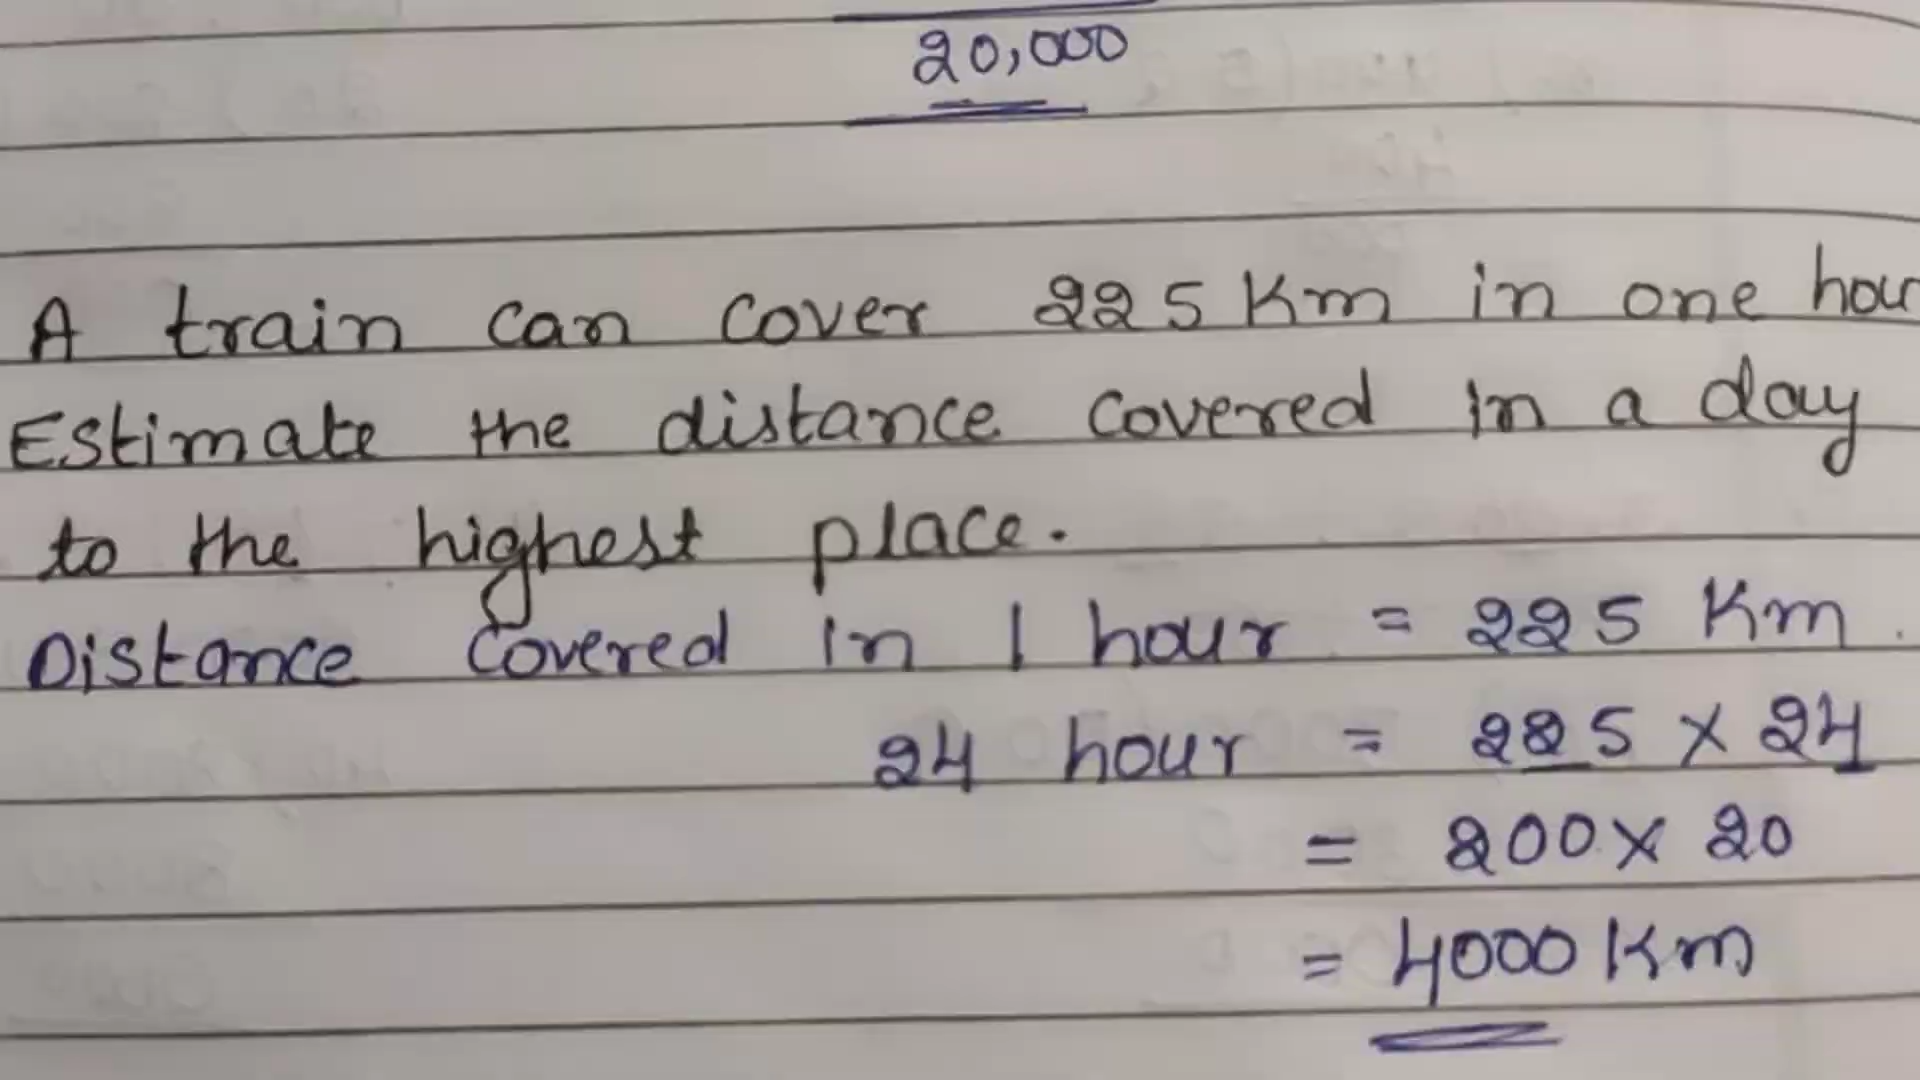 20,000
A train can cover 225 Km in one hou
Estimate the distance covered in a day
to the highest place.
Distance covered in 1 hour = 225 Km.
24 hour = 225 × 24
= 200 × 20
= 4000 Km